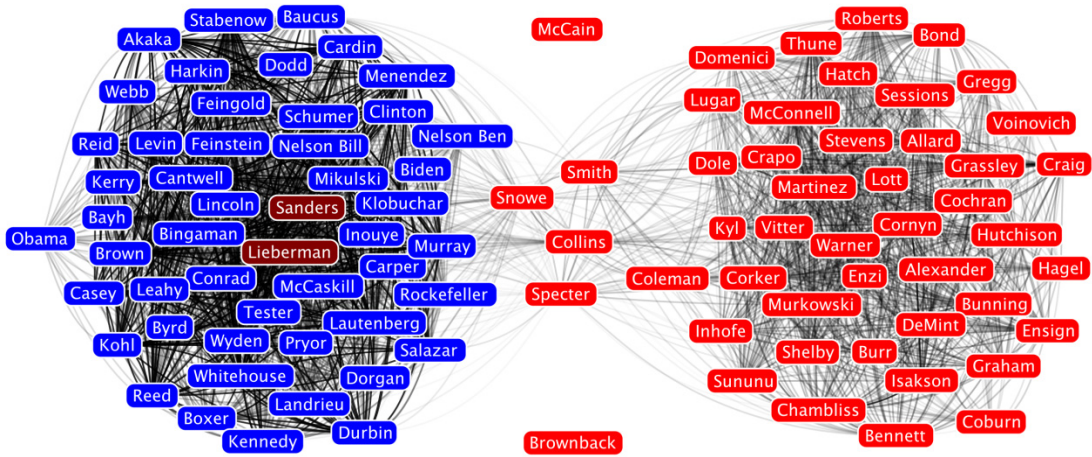 Stabenow
Baucus
Akaka
Cardin
Harkin
Dodd
Webb
Menendez
Feingold
Schumer
Clinton
Reid
Levin
Feinstein
Nelson Bill
Nelson Ben
Kerry
Cantwell
Mikulski
Biden
Lincoln
Sanders
Klobuchar
Bayh
Obama
Bingaman
Inouye
Brown
Lieberman
Murray
Conrad
Carper
Casey
Leahy
McCaskill
Rockefeller
Byrd
Tester
Lautenberg
Kohl
Wyden
Pryor
Salazar
Whitehouse
Dorgan
Reed
Boxer
Landrieu
Kennedy
Durbin
McCain
Smith
Snowe
Collins
Coleman
Specter
Brownback
Roberts
Bond
Thune
Domenici
Hatch
Gregg
Lugar
McConnell
Sessions
Voinovich
Stevens
Allard
Dole
Crapo
Grassley
Craig
Martinez
Lott
Cochran
Kyl
Vitter
Cornyn
Hutchison
Warner
Corker
Enzi
Alexander
Hagel
Murkowski
Bunning
Inhofe
DeMint
Ensign
Shelby
Burr
Graham
Sununu
Isakson
Chambliss
Coburn
Bennett